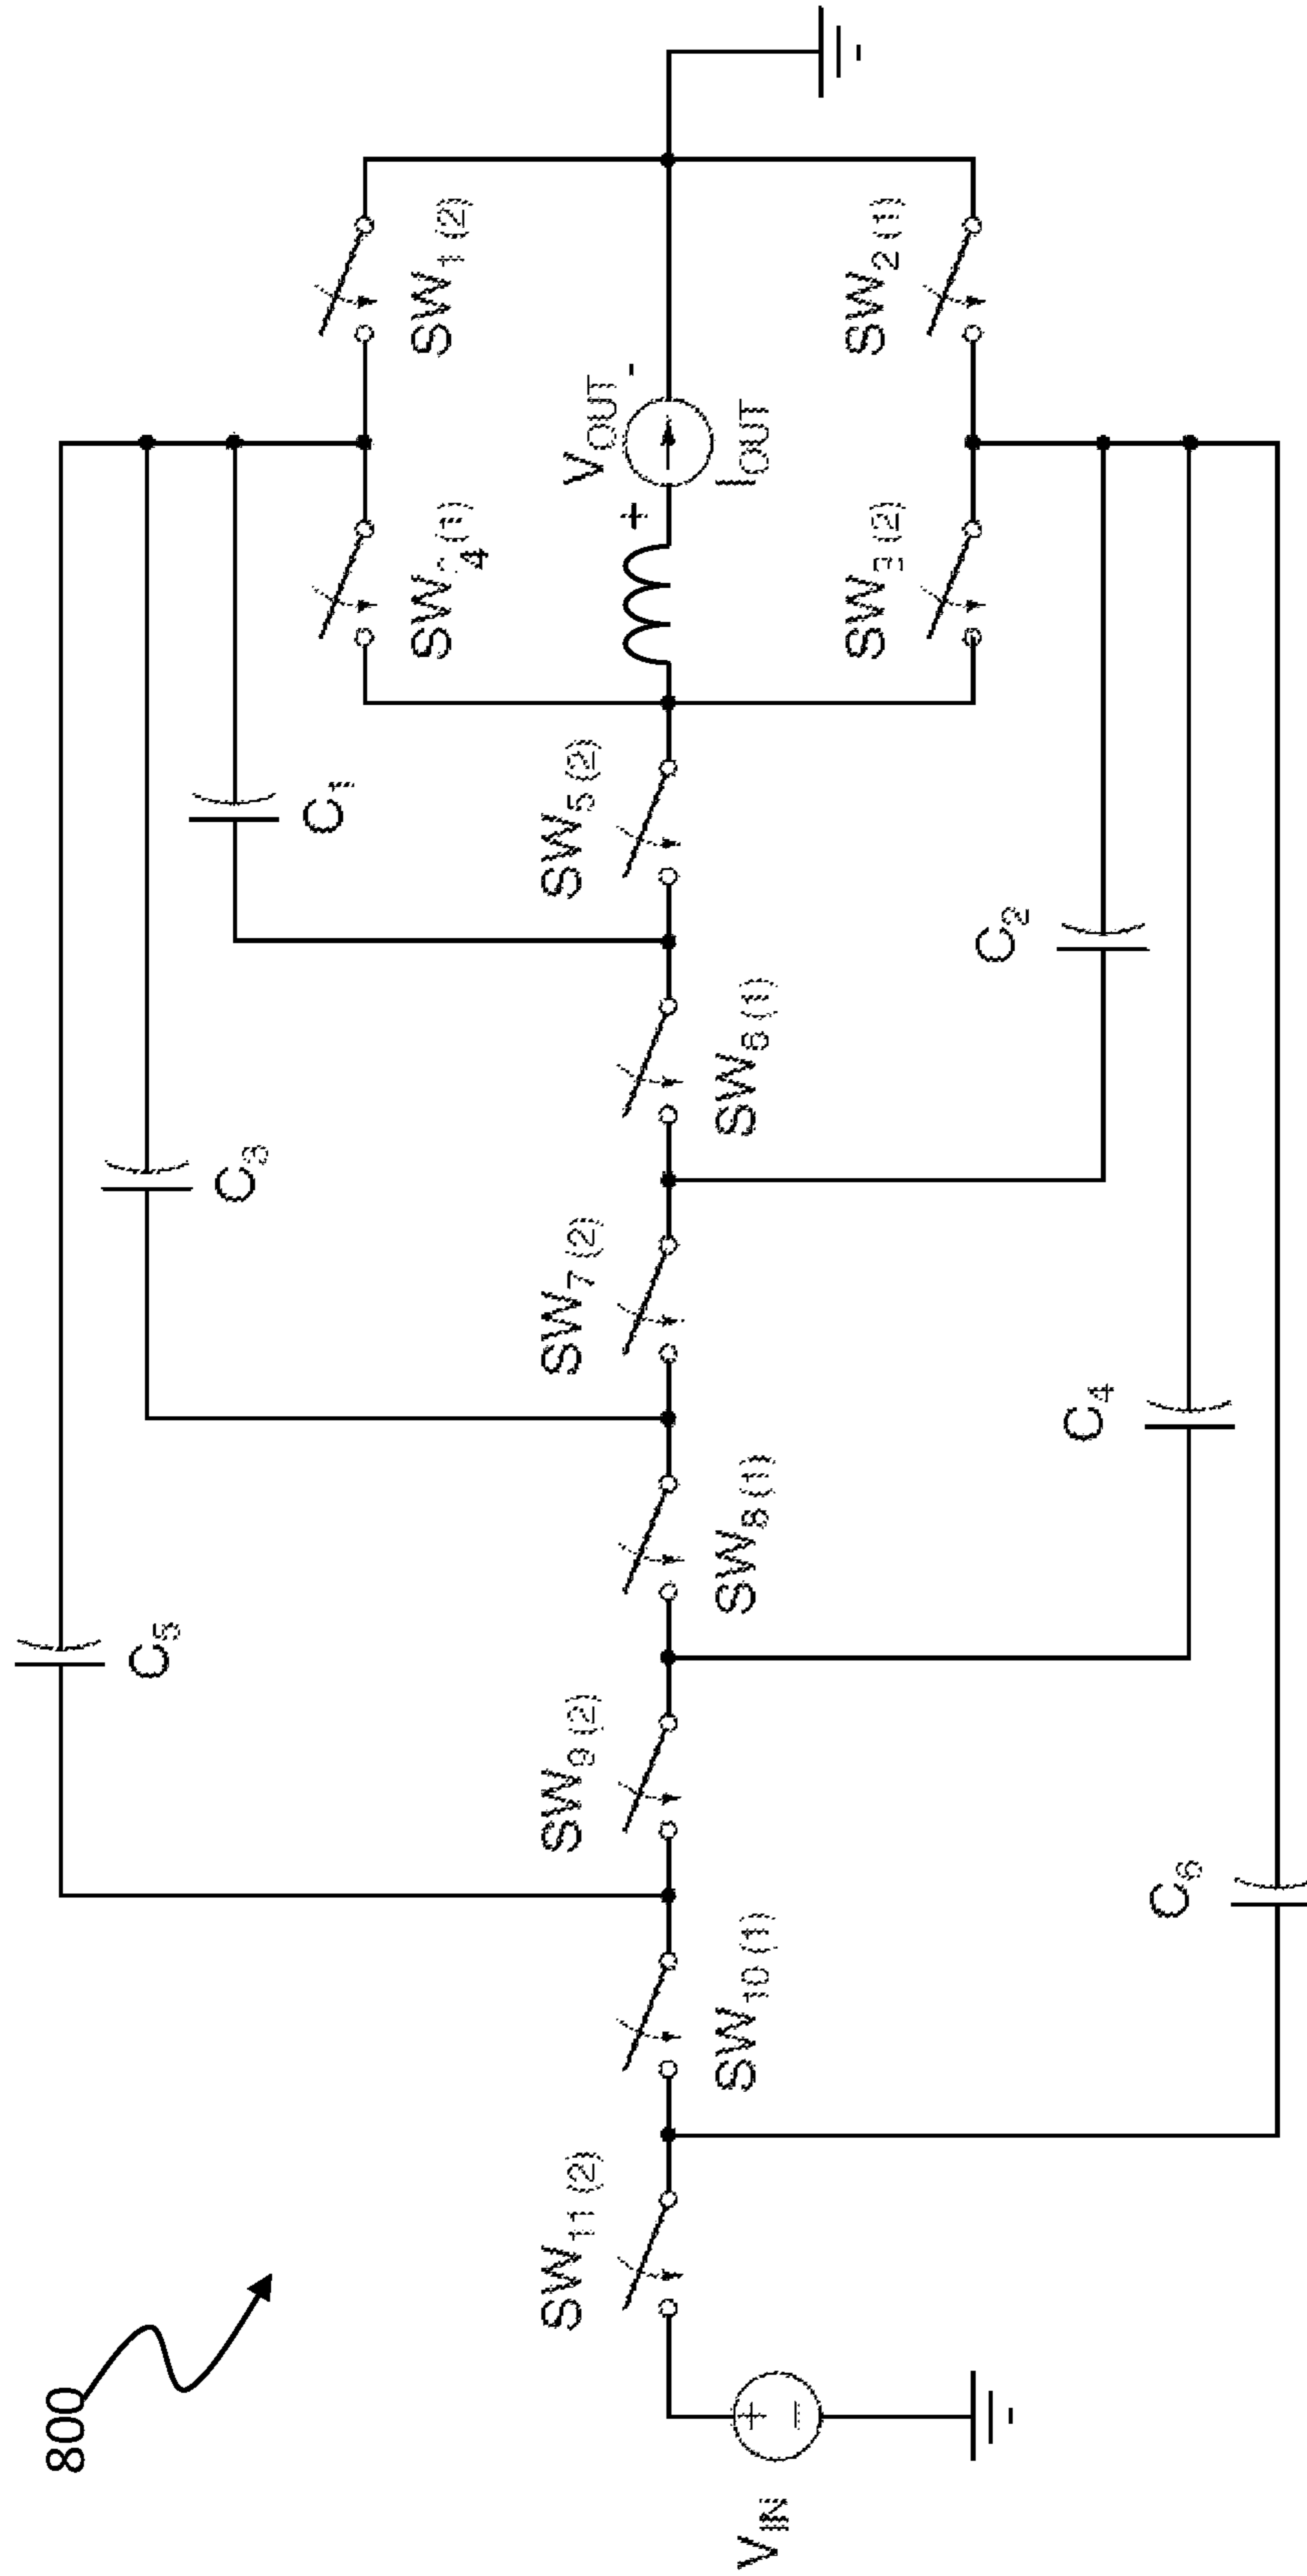 800
V_IN
SW_11 (2)
SW_10 (1)
SW_9 (2)
SW_8 (1)
SW_7 (2)
SW_6 (1)
SW_5 (2)
SW_4 (1)
SW_1 (2)
SW_3 (2)
SW_2 (1)
C_5
C_3
C_1
C_6
C_4
C_2
+ V_OUT -
I_OUT